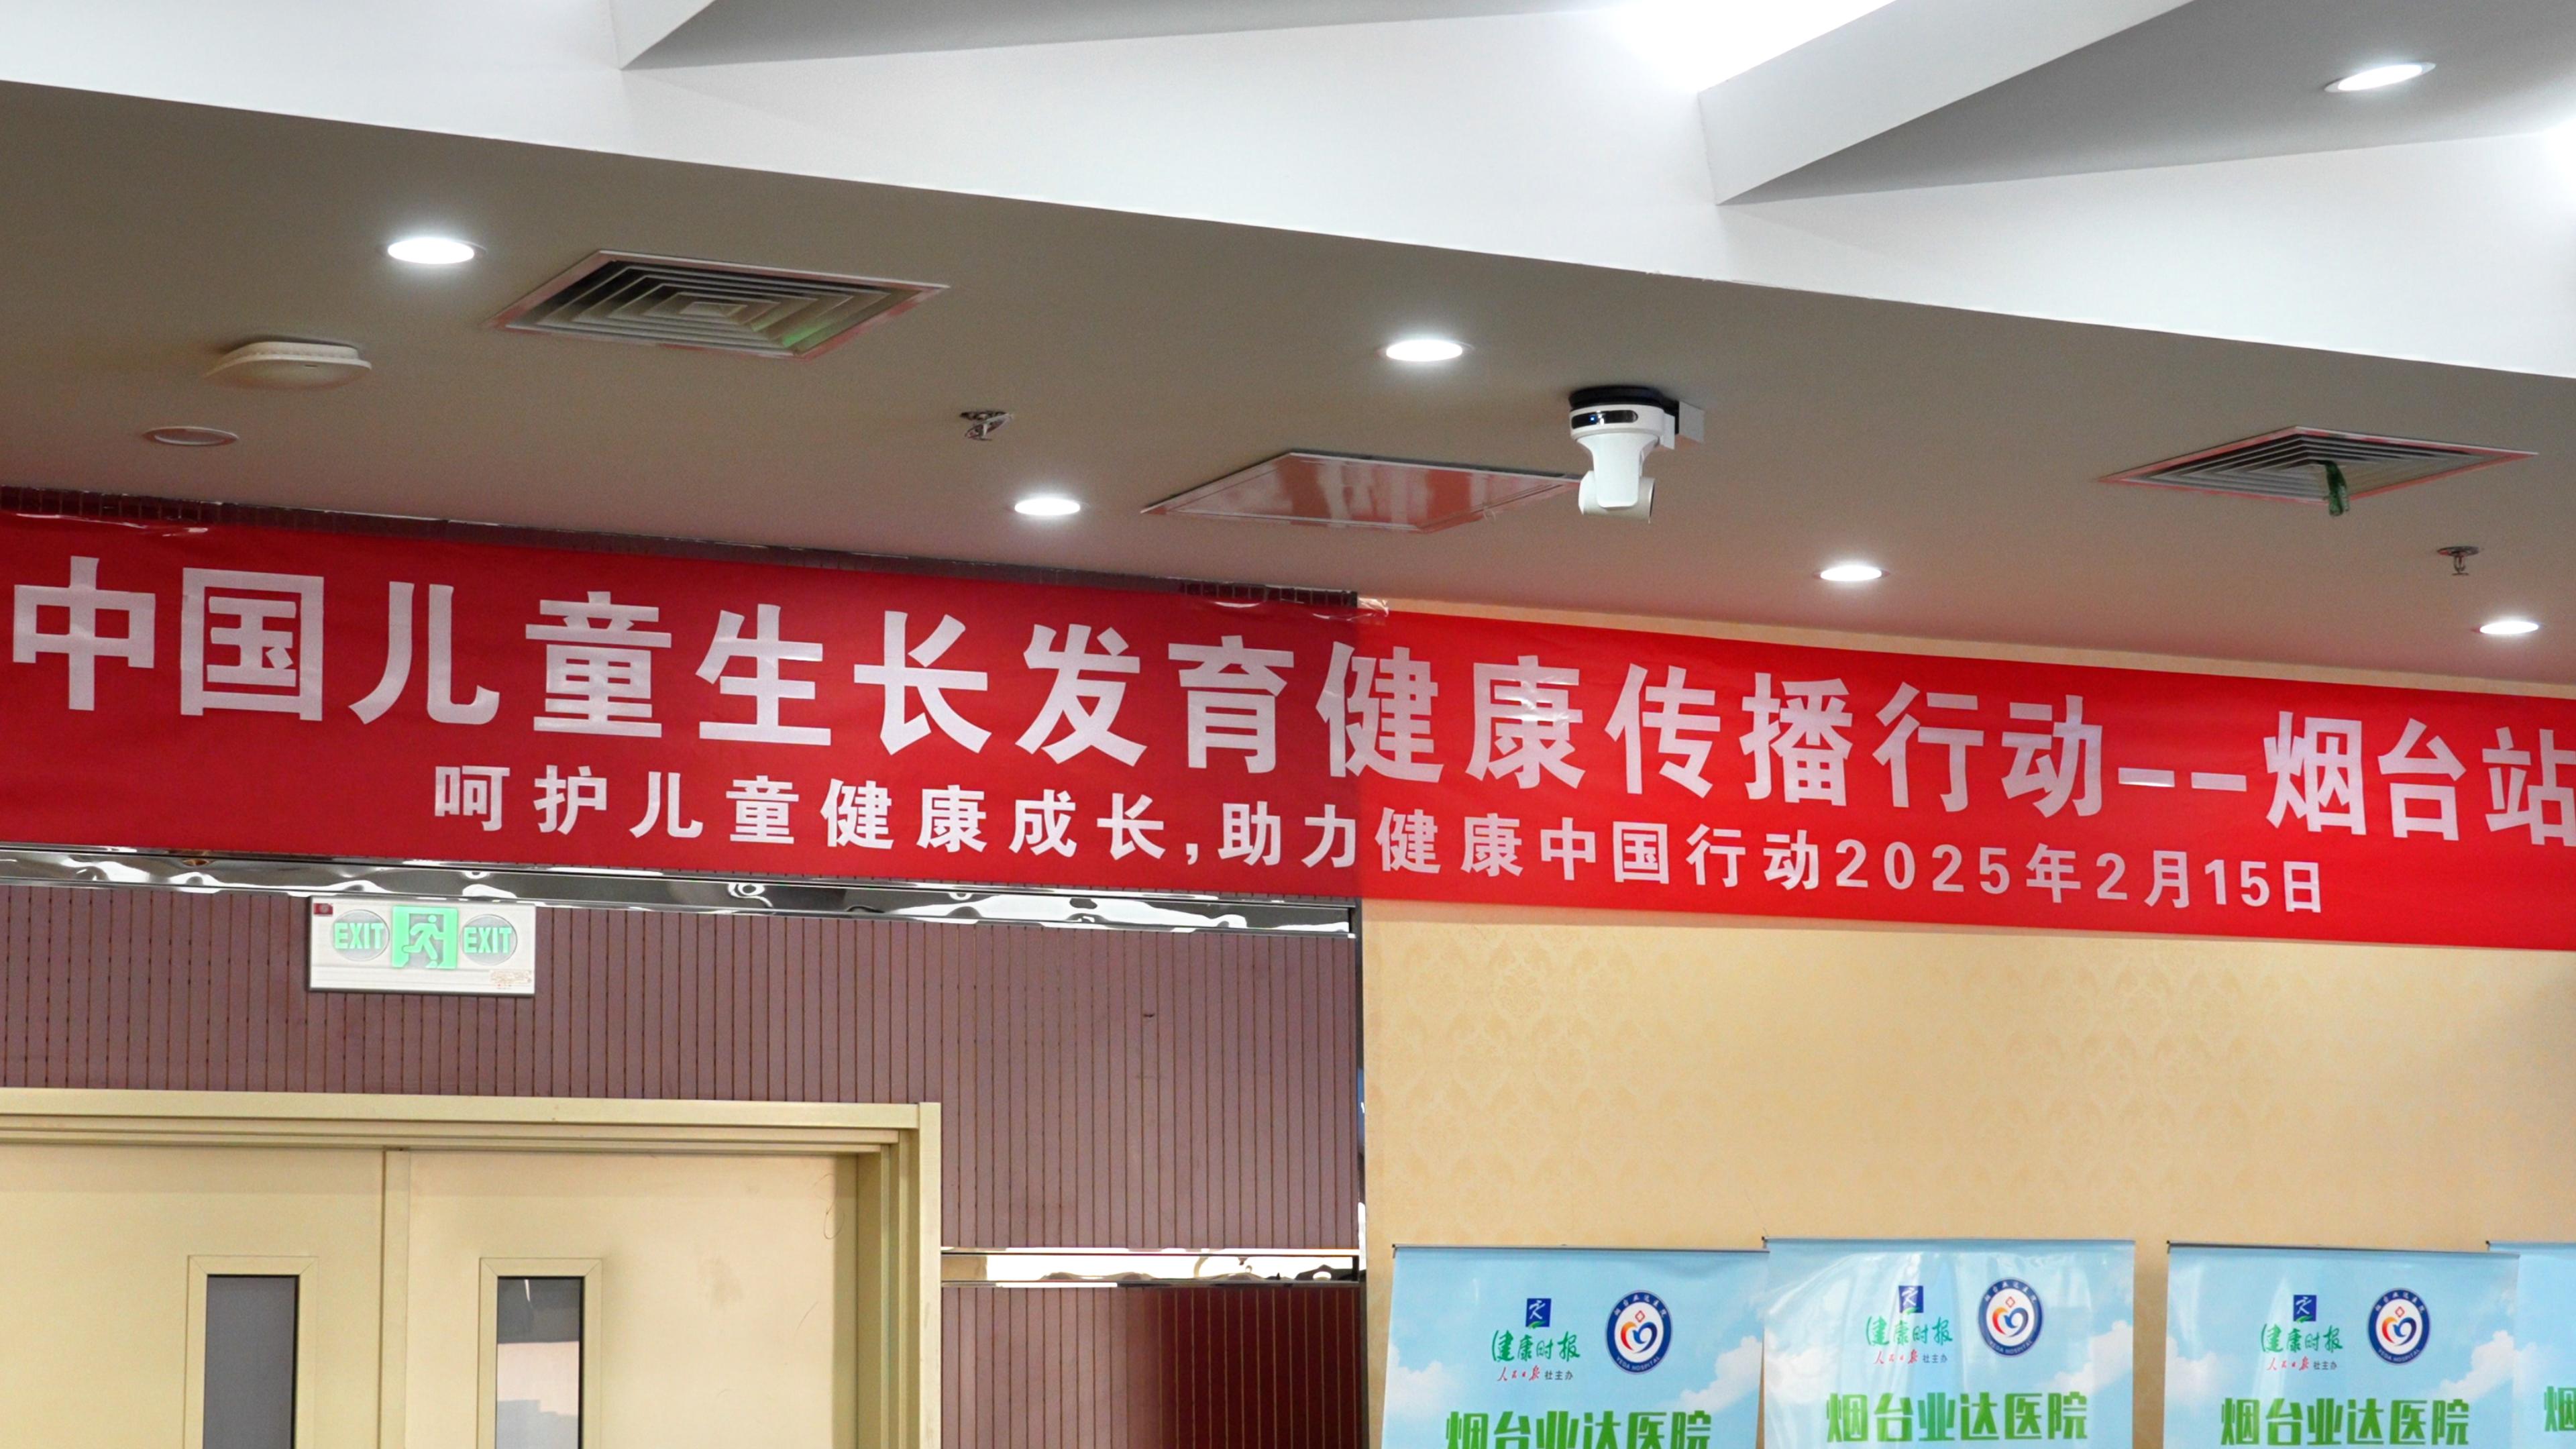 中国儿童生长发育健康传播行动--烟台站
呵护儿童健康成长,助力健康中国行动2025年2月15日
EXIT EXIT
健康时报
人民日报社主办
YEDA HOSPITAL
烟台业达医院
健康时报
人民日报社主办
烟台业达医院
健康时报
人民日报社主办
烟台业达医院
烟